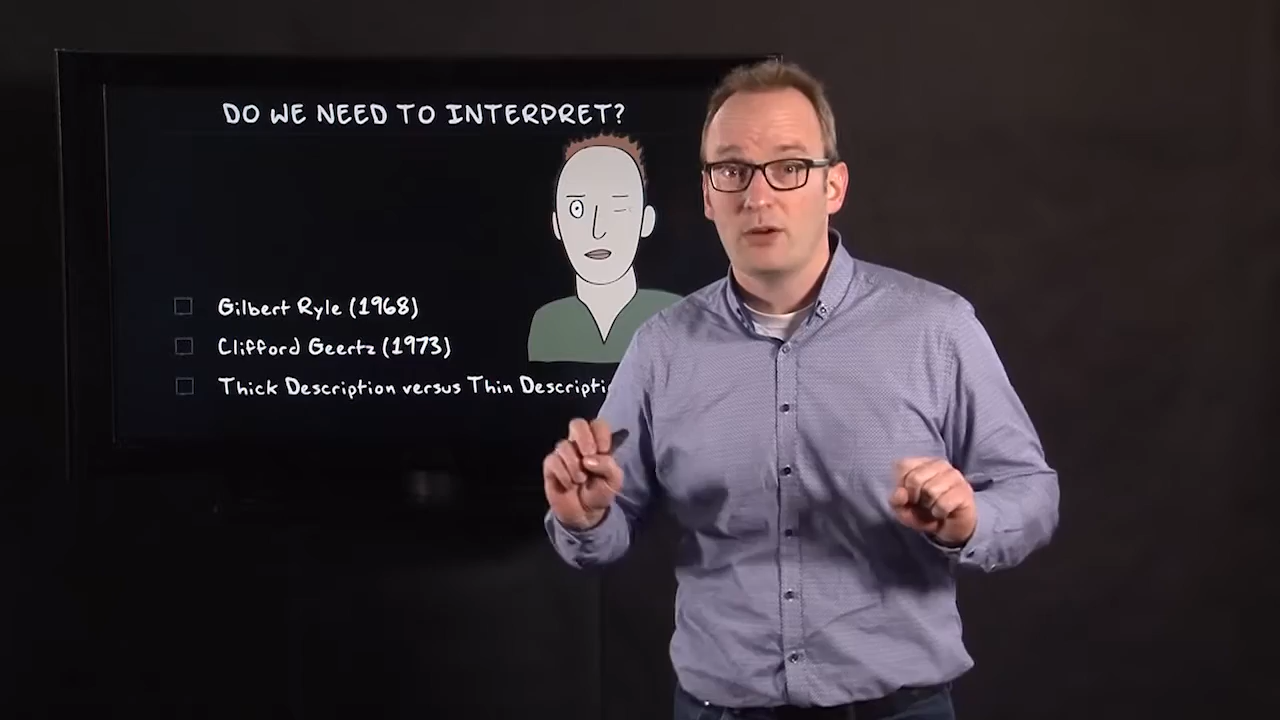 DO WE NEED TO INTERPRET?
Gilbert Ryle (1968)
Clifford Geertz (1973)
Thick Description versus Thin